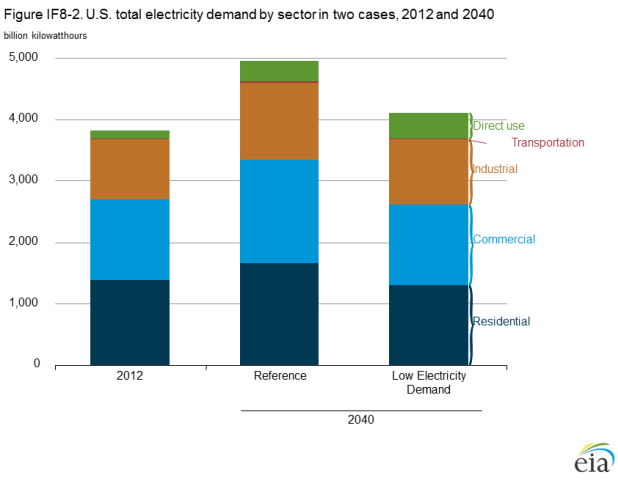 Figure IF8-2. U.S. total electricity demand by sector in two cases, 2012 and 2040
billion kilowatthours
5,000
4,000
3,000
2,000
1,000
0
Direct use
Transportation
Industrial
Commercial
Residential
2012
Reference
Low Electricity
Demand
2040
eia